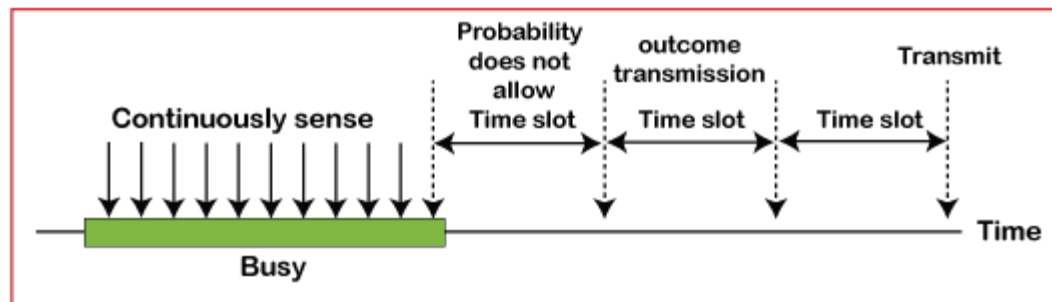 Probability
does not
allow
outcome
transmission
Transmit
Continuously sense
Time slot
Time slot
Time slot
Time
Busy